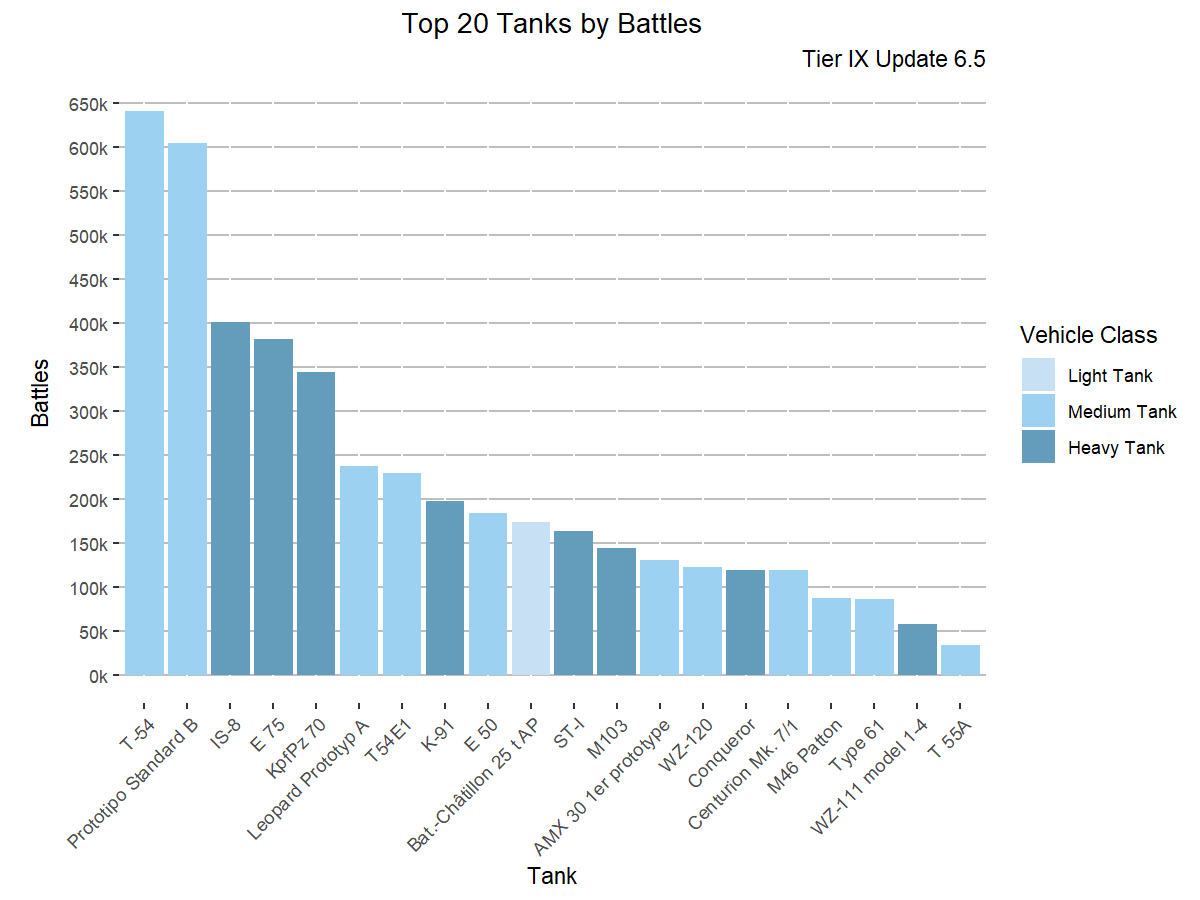 Top 20 Tanks by Battles
Tier IX Update 6.5
650k
600k
550k
500k
450k
400k
350k
300k
250k
200k
150k
100k
50k
0k
Battles
T-54
Prototipo Standard B
IS-8
E 75
KpfPz 70
Leopard Prototyp A
T54E1
K-91
E 50
Bat.-Châtillon 25 t AP
ST-I
M103
AMX 30 1er prototype
WZ-120
Conqueror
Centurion Mk. 7/1
M46 Patton
Type 61
WZ-111 model 1-4
T 55A
Tank
Vehicle Class
Light Tank
Medium Tank
Heavy Tank